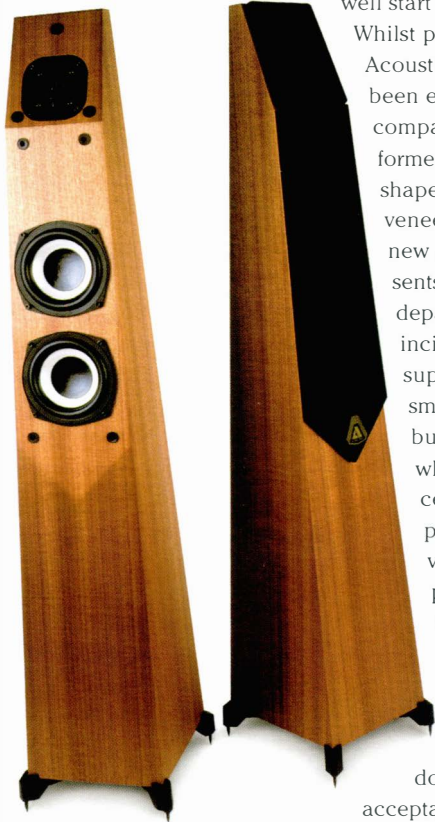 well start
Whilst p
Acoust
been e
compa
forme
shape
venee
new
sents
dep
inci
sup
sm
bu
wh
co
p
v
p
do
accepta